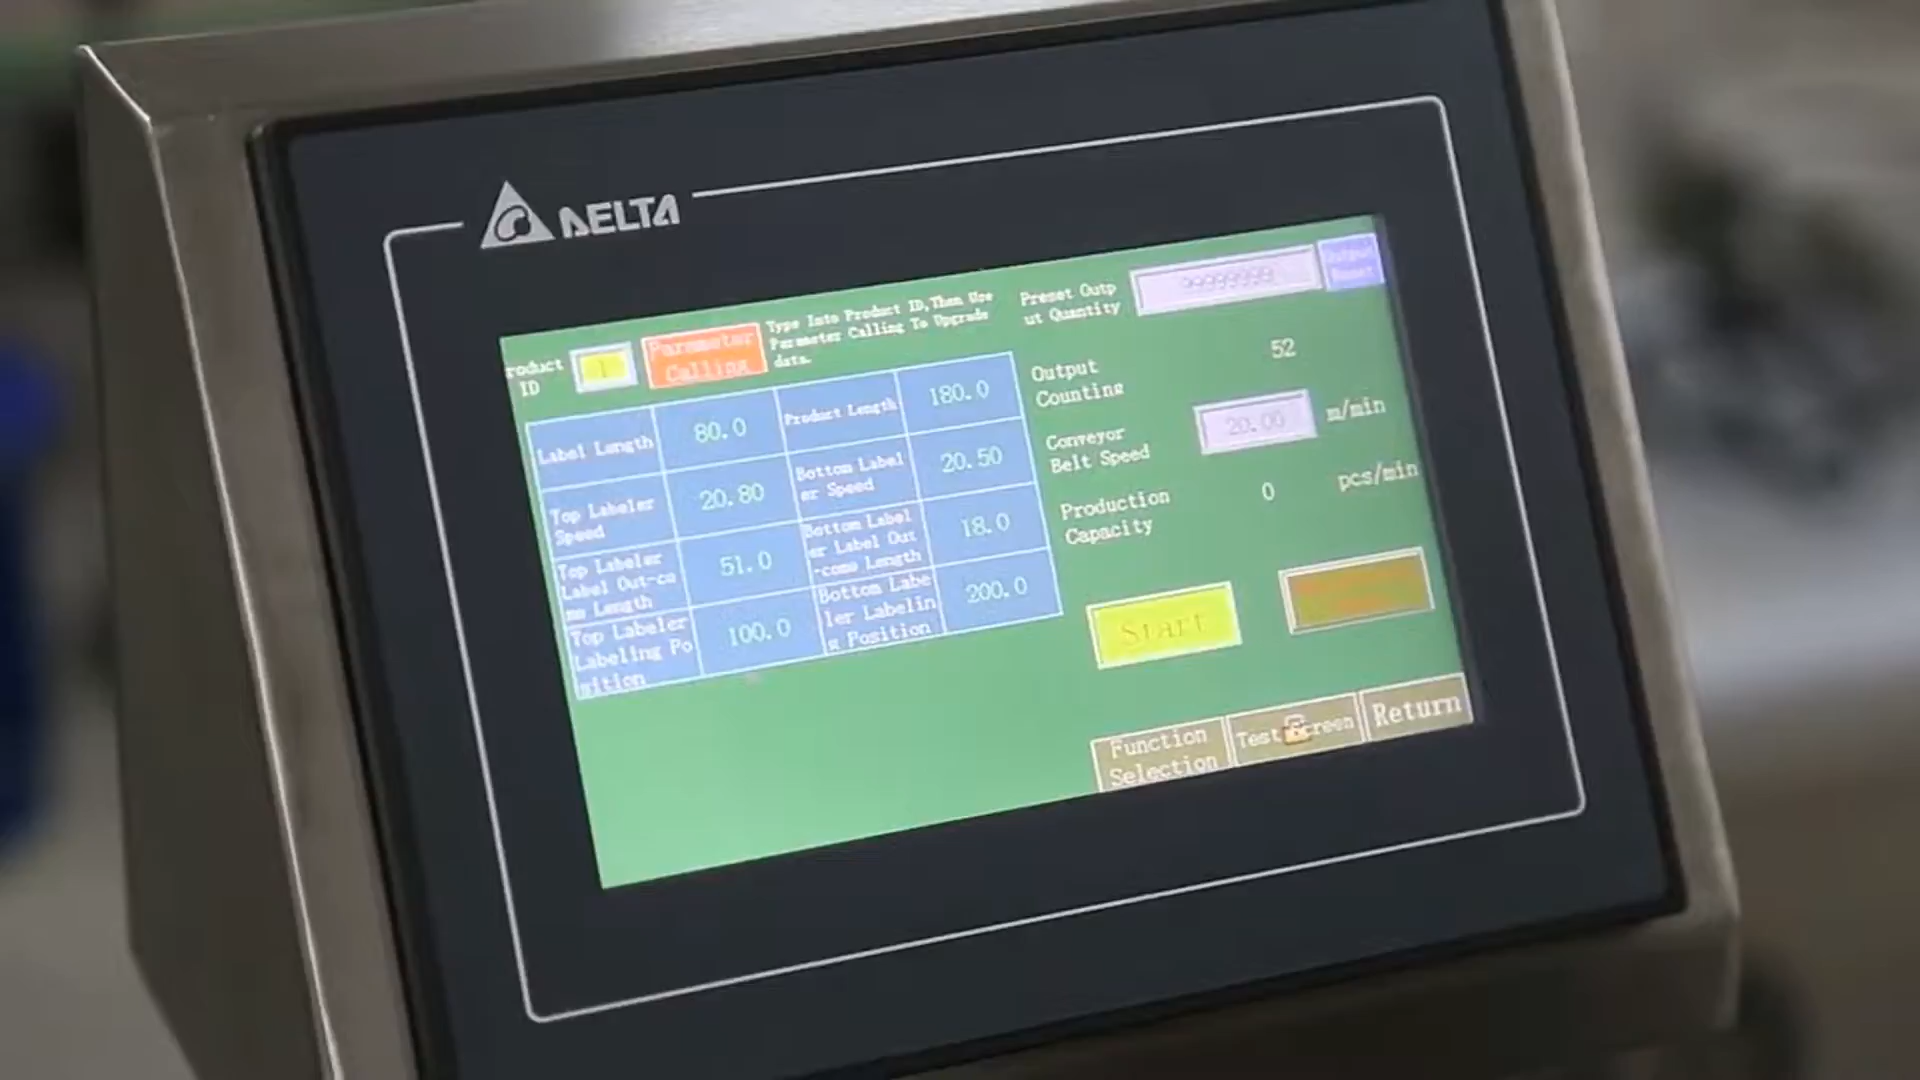 DELTA
roduct
ID
1
Parameter
Calling
Type Into Product ID,Then Use
Parameter Calling To Upgrade
data.
Preset Outp
ut Quantity
99999999
Output
Reset
Label Length
80.0
Product Length
180.0
Top Labeler
Speed
20.80
Bottom Label
er Speed
20.50
Top Labeler
Label Out-co
me Length
51.0
Bottom Label
er Label Out
-come Length
18.0
Top Labeler
Labeling Po
sition
100.0
Bottom Labe
ler Labelin
g Position
200.0
Output
Counting
52
Conveyor
Belt Speed
20.00
m/min
Production
Capacity
0
pcs/min
Start
Function
Selection
Test Screen
Return